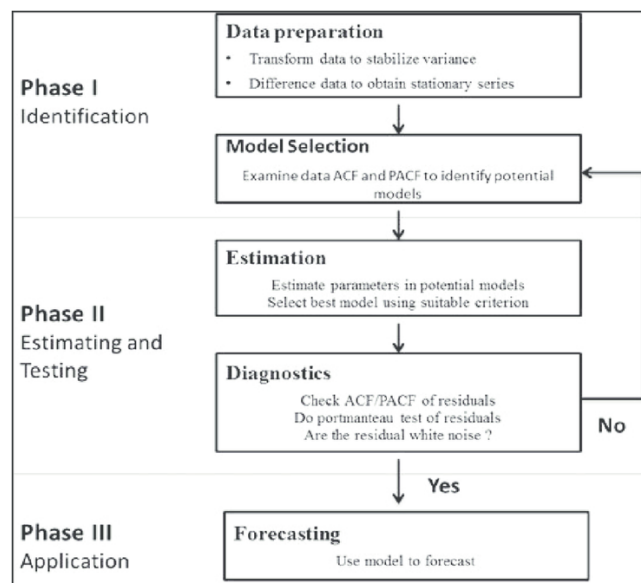 Data preparation
• Transform data to stabilize variance
• Difference data to obtain stationary series
Phase I
Identification
Model Selection
Examine data ACF and PACF to identify potential
models
Estimation
Estimate parameters in potential models
Select best model using suitable criterion
Phase II
Estimating and
Testing
Diagnostics
Check ACF/PACF of residuals
Do portmanteau test of residuals
Are the residual white noise ?
No
Yes
Phase III
Application
Forecasting
Use model to forecast